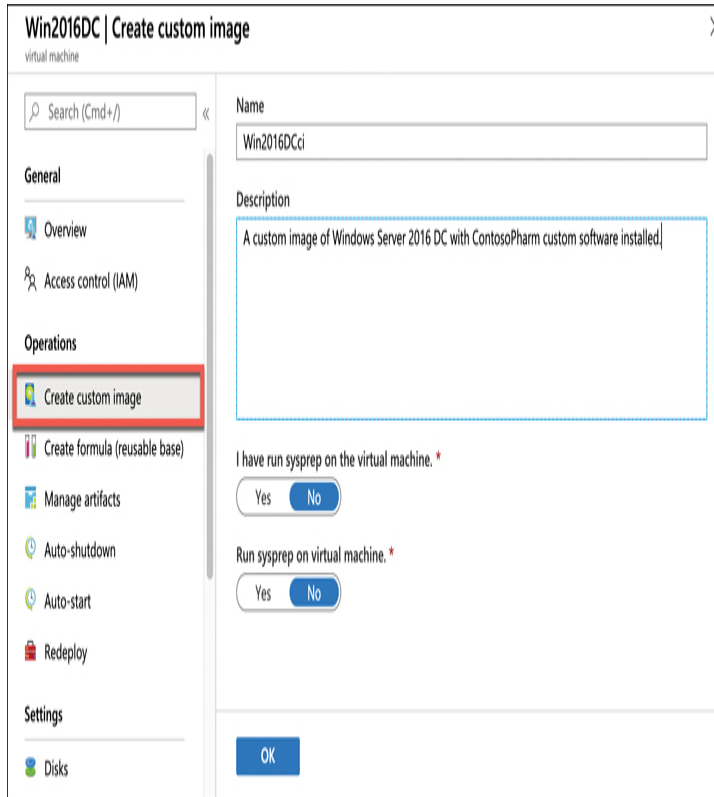 Win2016DC | Create custom image
virtual machine
Search (Cmd+/)
«
General
Overview
Access control (IAM)
Operations
Create custom image
Create formula (reusable base)
Manage artifacts
Auto-shutdown
Auto-start
Redeploy
Settings
Disks
Name
Win2016DCci
Description
A custom image of Windows Server 2016 DC with ContosoPharm custom software installed.
I have run sysprep on the virtual machine. *
Yes No
Run sysprep on virtual machine. *
Yes No
OK